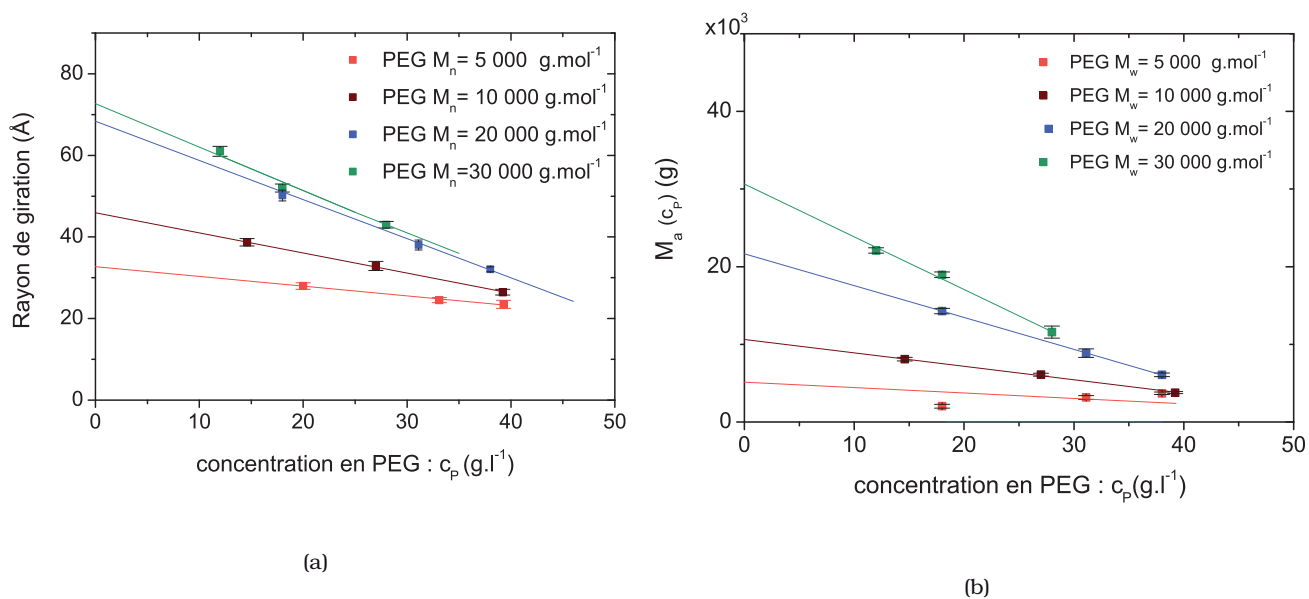 PEG Mn= 5 000 g.mol-1
PEG Mn= 10 000 g.mol-1
PEG Mn= 20 000 g.mol-1
PEG Mn=30 000 g.mol-1
Rayon de giration (Å)
80
60
40
20
0
0 10 20 30 40 50
concentration en PEG : cP (g.l-1)
(a)
x103
PEG Mw= 5 000 g.mol-1
PEG Mw= 10 000 g.mol-1
PEG Mw= 20 000 g.mol-1
PEG Mw= 30 000 g.mol-1
Ma (cP) (g)
40
20
0
0 10 20 30 40 50
concentration en PEG : cP(g.l-1)
(b)